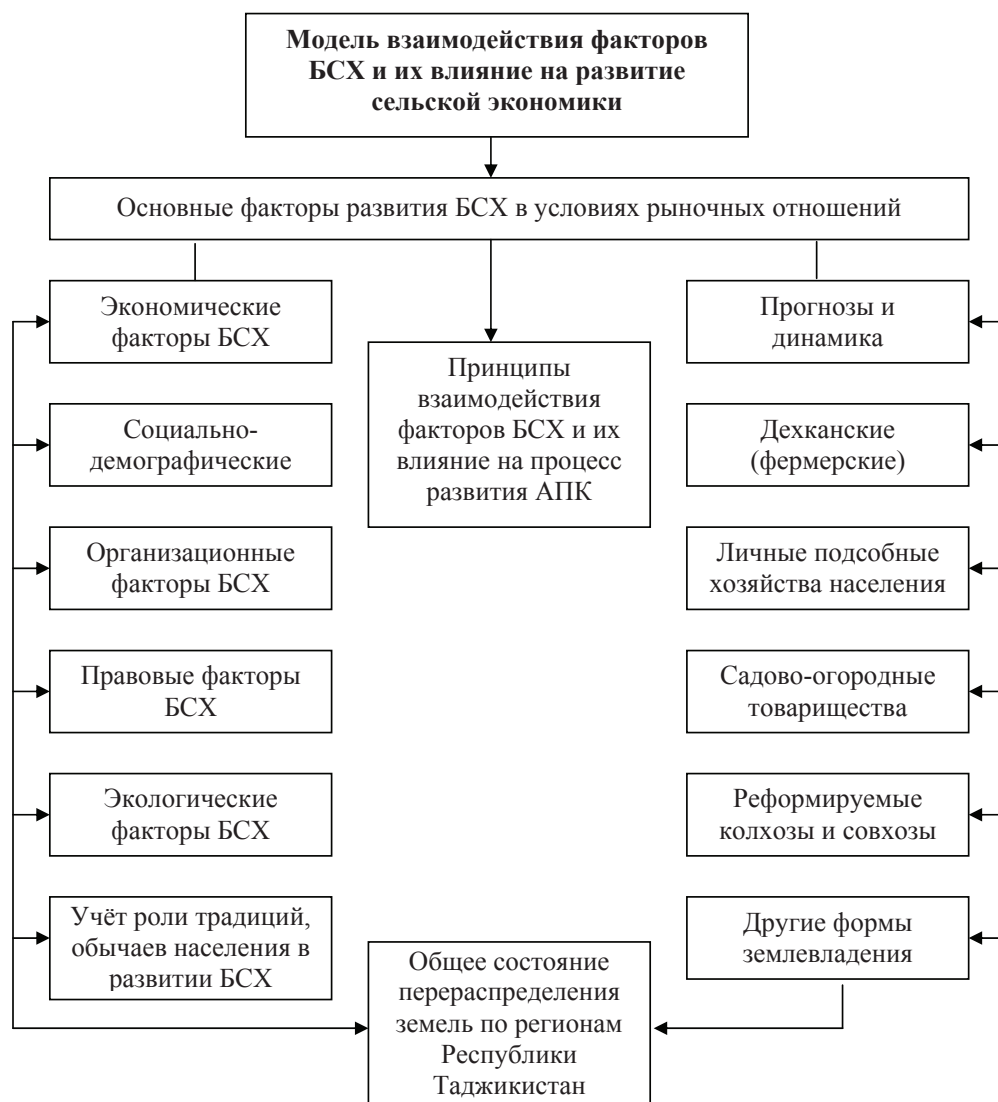 Модель взаимодействия факторов
БСХ и их влияние на развитие
сельской экономики
Основные факторы развития БСХ в условиях рыночных отношений
Экономические
факторы БСХ
Социально-
демографические
Организационные
факторы БСХ
Правовые факторы
БСХ
Экологические
факторы БСХ
Учёт роли традиций,
обычаев населения в
развитии БСХ
Принципы
взаимодействия
факторов БСХ и их
влияние на процесс
развития АПК
Общее состояние
перераспределения
земель по регионам
Республики
Таджикистан
Прогнозы и
динамика
Дехканские
(фермерские)
Личные подсобные
хозяйства населения
Садово-огородные
товарищества
Реформируемые
колхозы и совхозы
Другие формы
землевладения